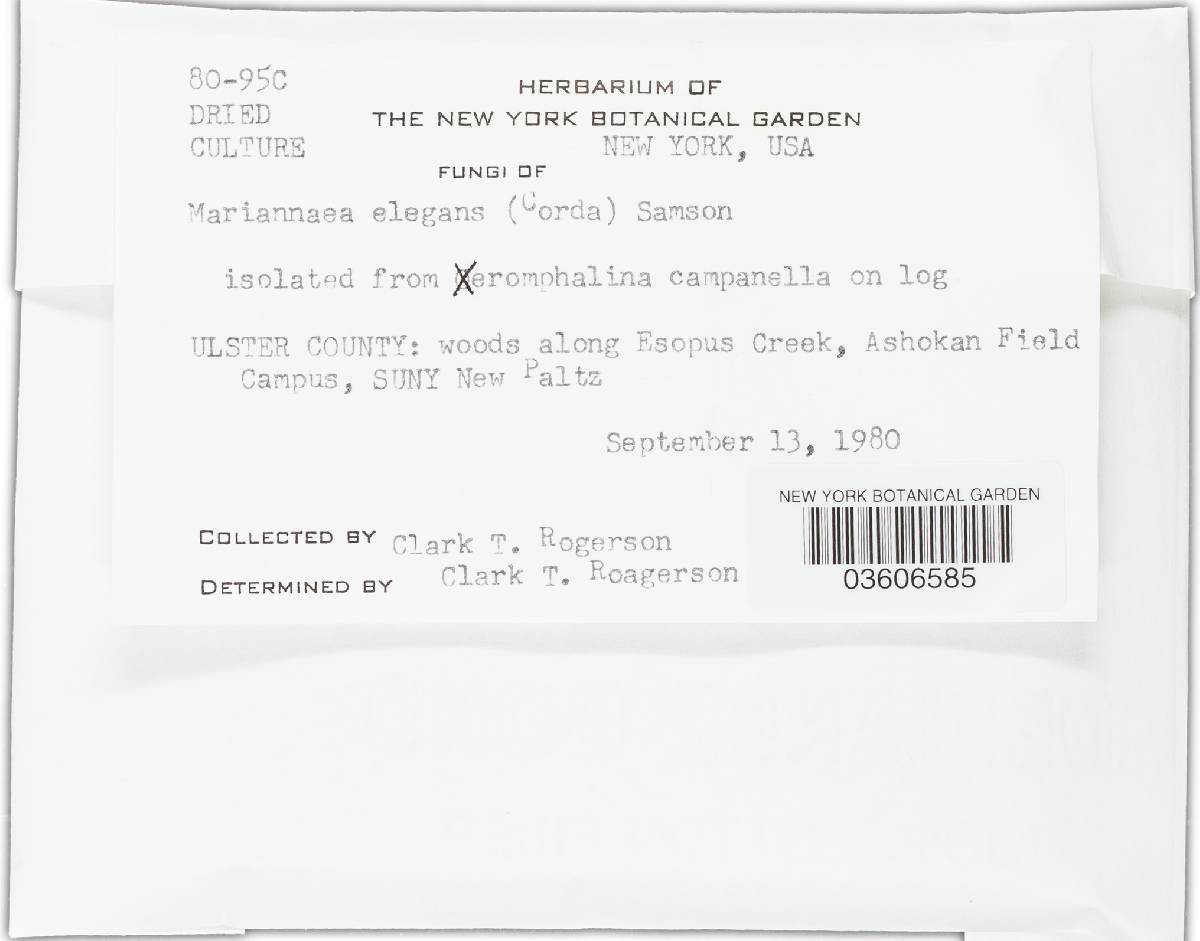 80-95C
HERBARIUM OF
DRIED
THE NEW YORK BOTANICAL GARDEN
CULTURE
NEW YORK, USA
FUNGI OF
Mariannaea elegans (Corda) Samson
isolated from Xeromphalina campanella on log
ULSTER COUNTY: woods along Esopus Creek, Ashokan Field
Campus, SUNY New Paltz
September 13, 1980
NEW YORK BOTANICAL GARDEN
03606585
COLLECTED BY Clark T. Rogerson
DETERMINED BY Clark T. Roagerson